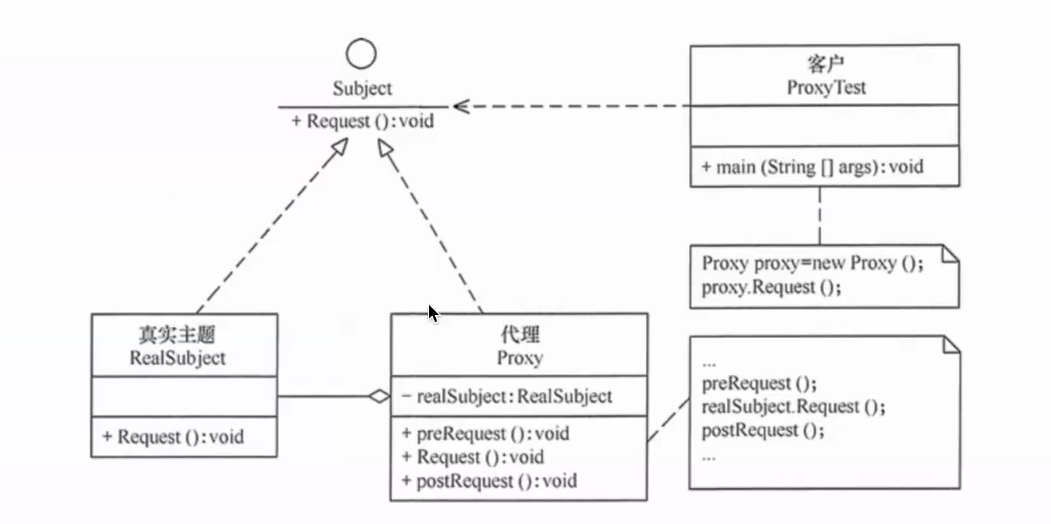 Subject
+ Request ():void
客户
ProxyTest
+ main (String [] args):void
Proxy proxy=new Proxy ();
proxy.Request ();
真实主题
RealSubject
+ Request ():void
代理
Proxy
− realSubject:RealSubject
+ preRequest ():void
+ Request ():void
+ postRequest ():void
...
preRequest ();
realSubject.Request ();
postRequest ();
...